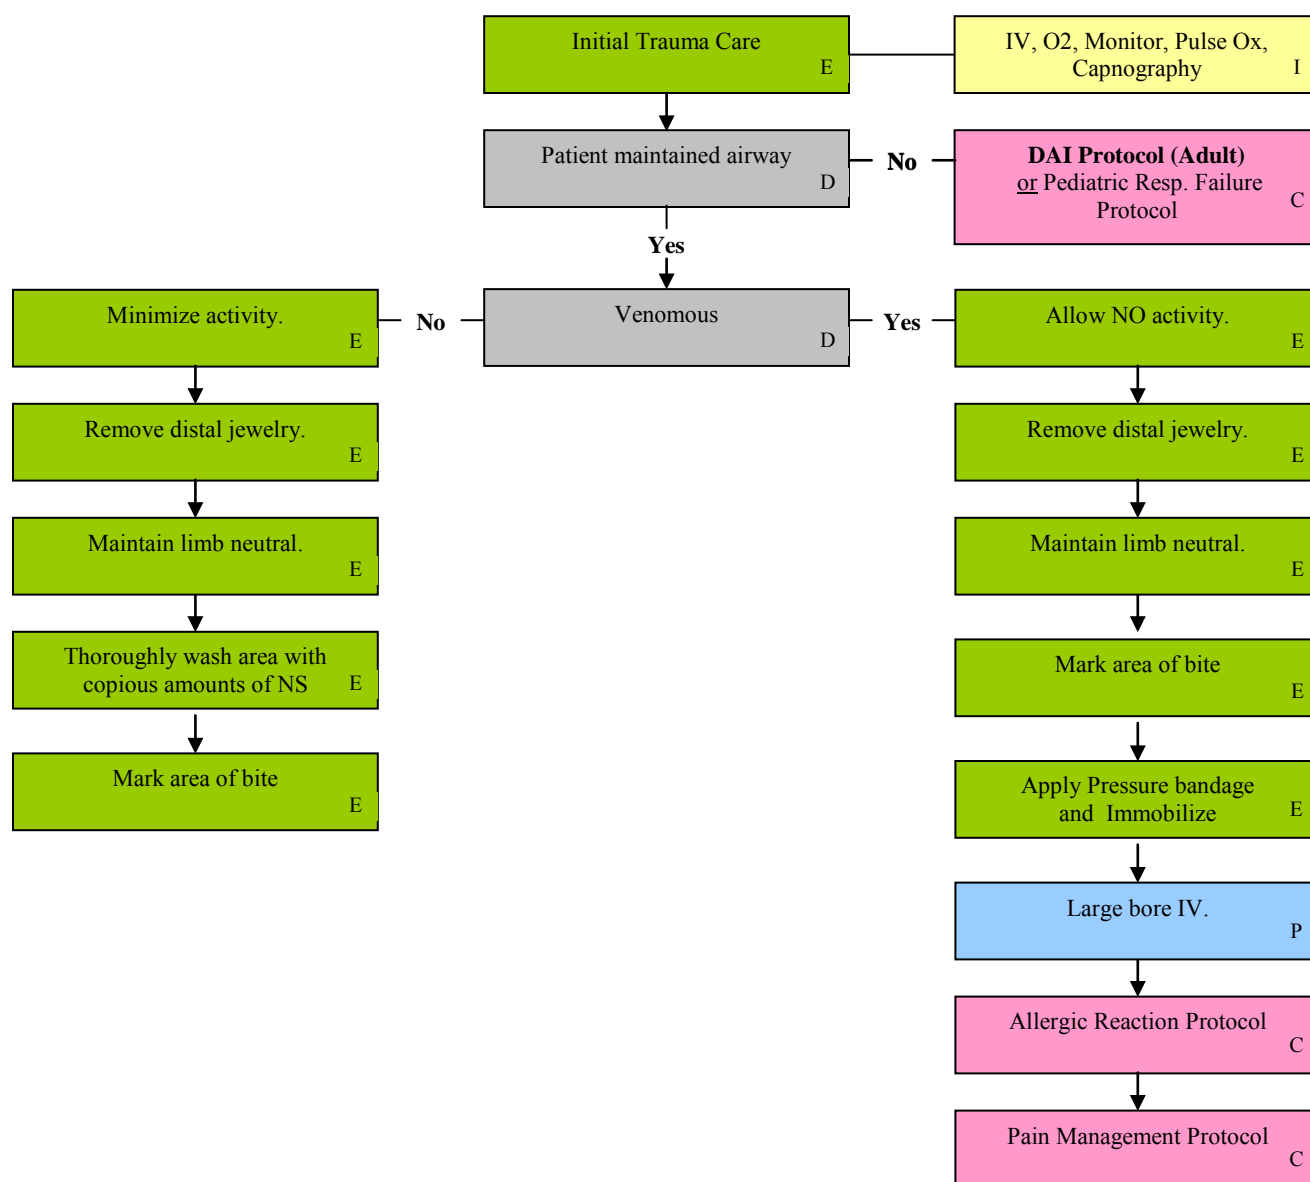 Initial Trauma Care
E
IV, O2, Monitor, Pulse Ox,
Capnography
I
Patient maintained airway
D
No
DAI Protocol (Adult)
or Pediatric Resp. Failure
Protocol
C
Yes
Minimize activity.
E
No
Venomous
D
Yes
Allow NO activity.
E
Remove distal jewelry.
E
Remove distal jewelry.
E
Maintain limb neutral.
E
Maintain limb neutral.
E
Thoroughly wash area with
copious amounts of NS
E
Mark area of bite
E
Mark area of bite
E
Apply Pressure bandage
and  Immobilize
E
Large bore IV.
P
Allergic Reaction Protocol
C
Pain Management Protocol
C